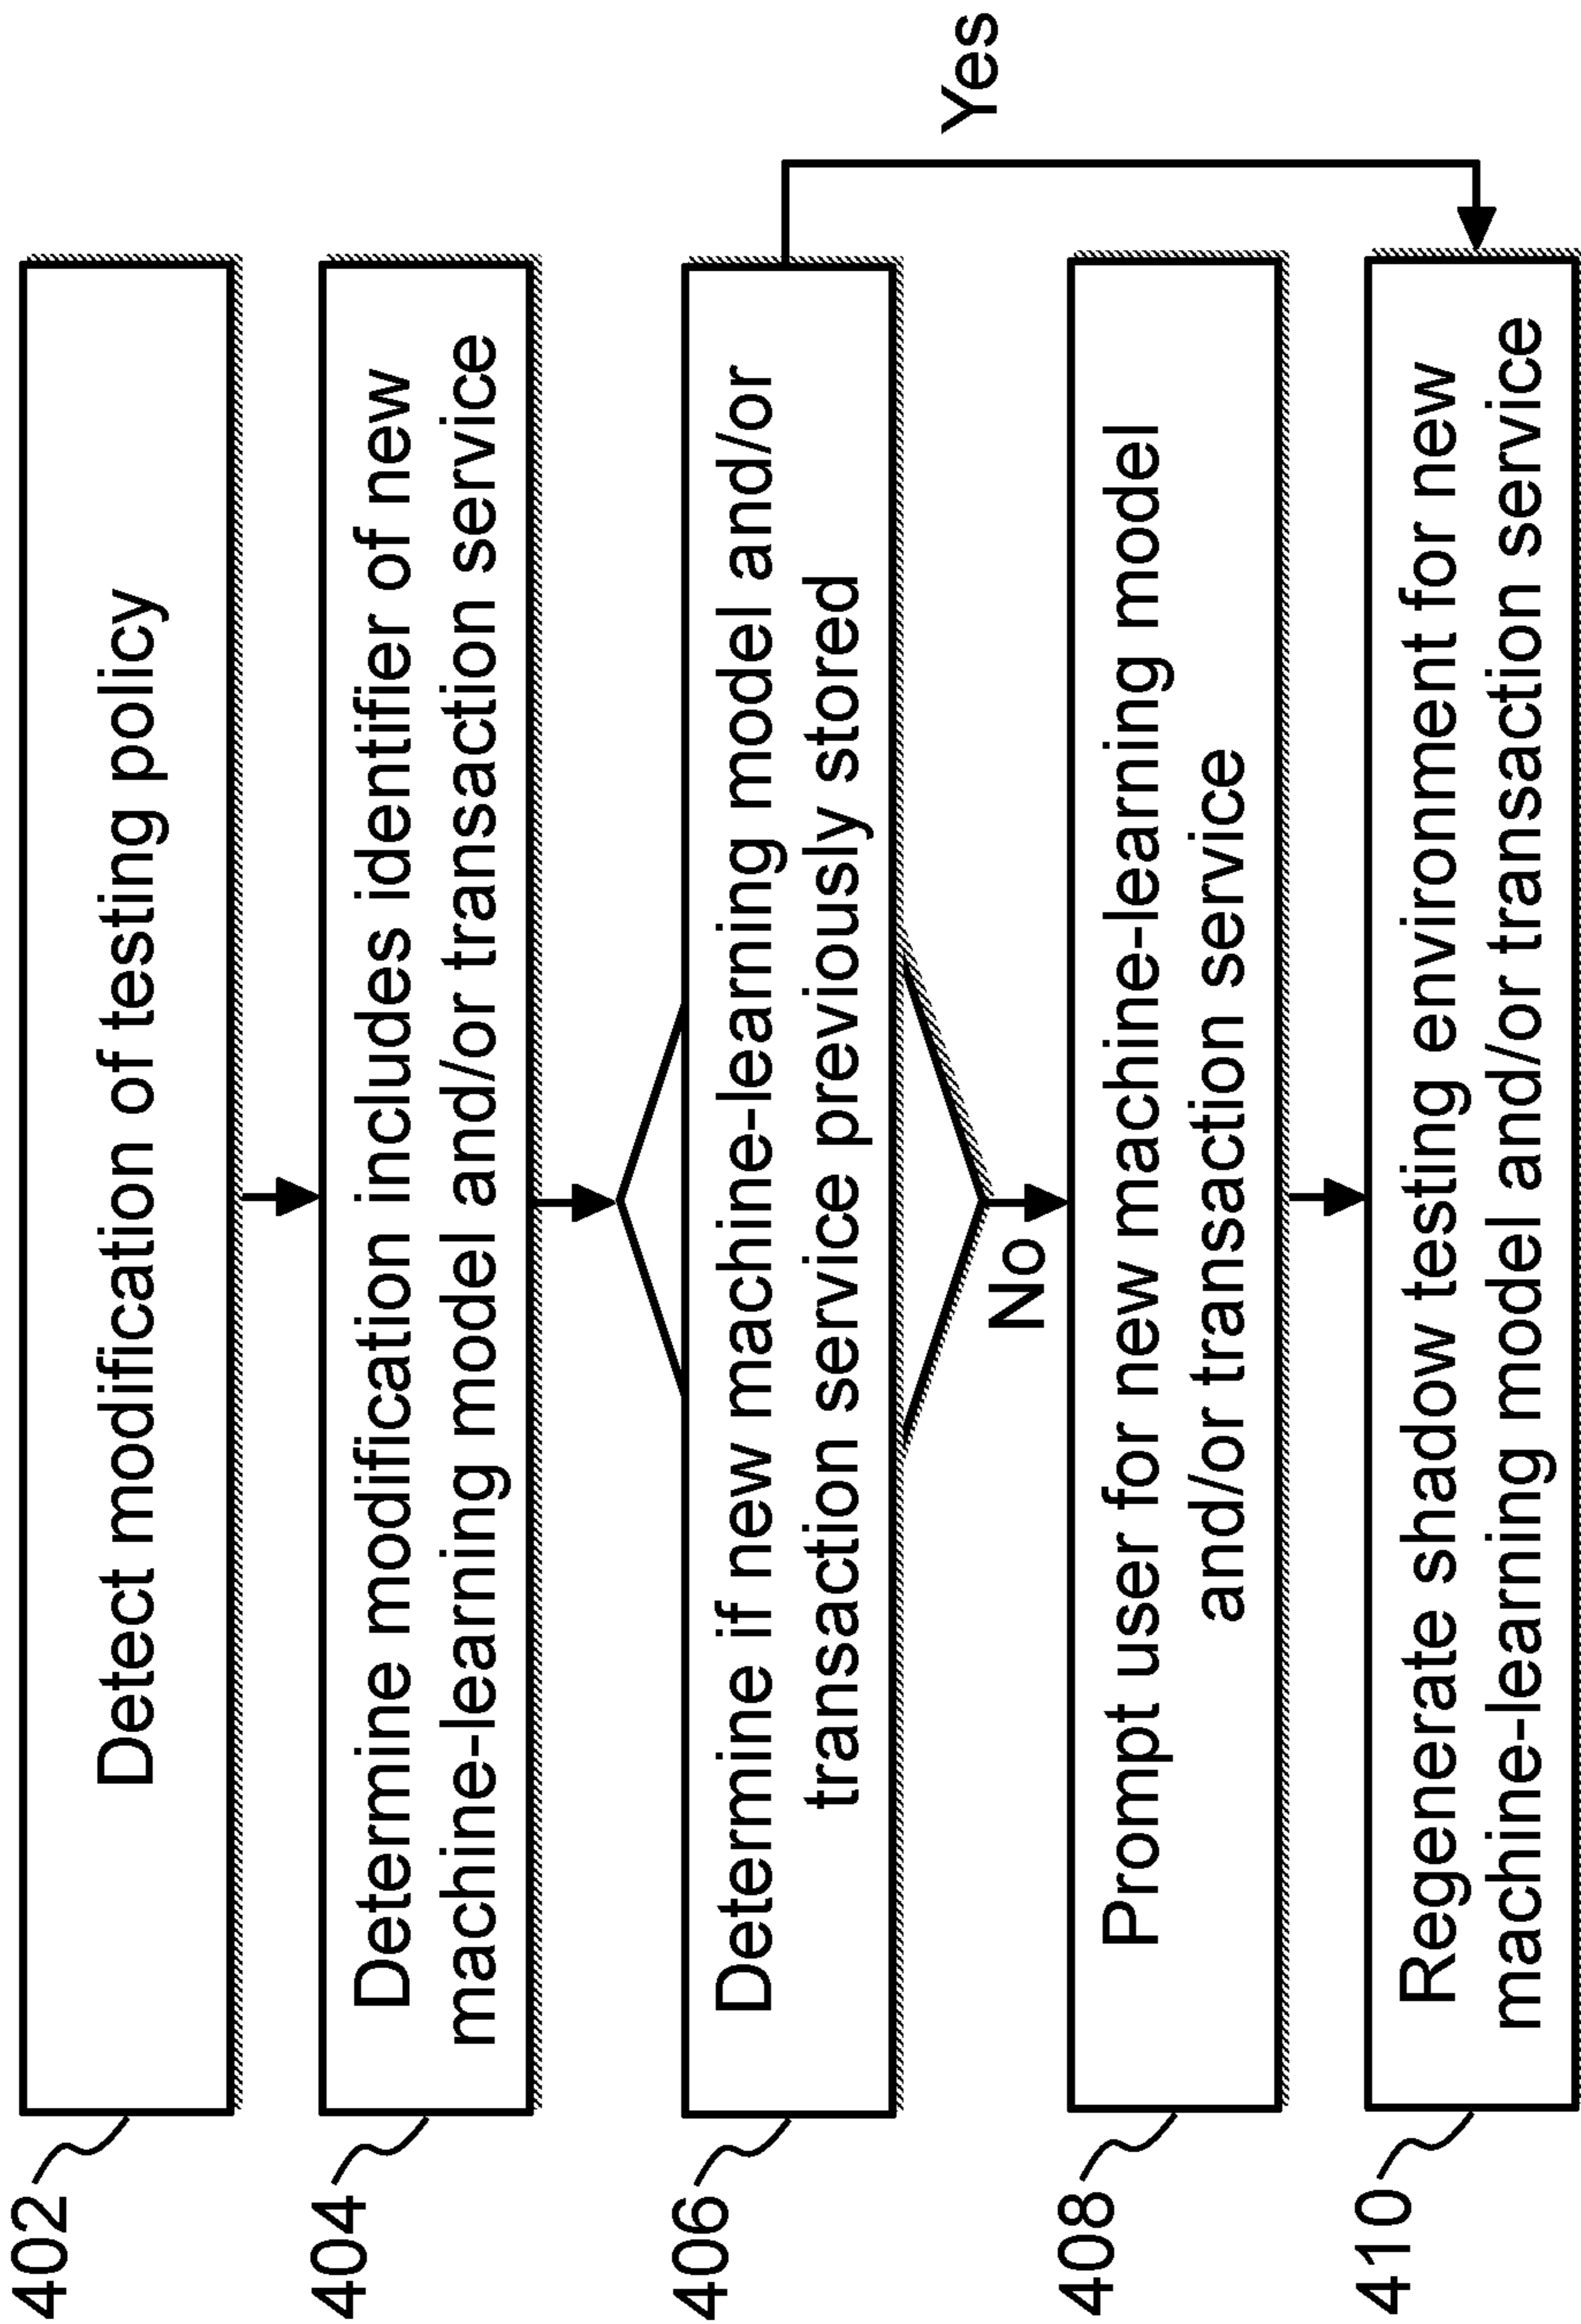 402
Detect modification of testing policy
404
Determine modification includes identifier of new
machine-learning model and/or transaction service
406
Determine if new machine-learning model and/or
transaction service previously stored
Yes
No
408
Prompt user for new machine-learning model
and/or transaction service
410
Regenerate shadow testing environment for new
machine-learning model and/or transaction service